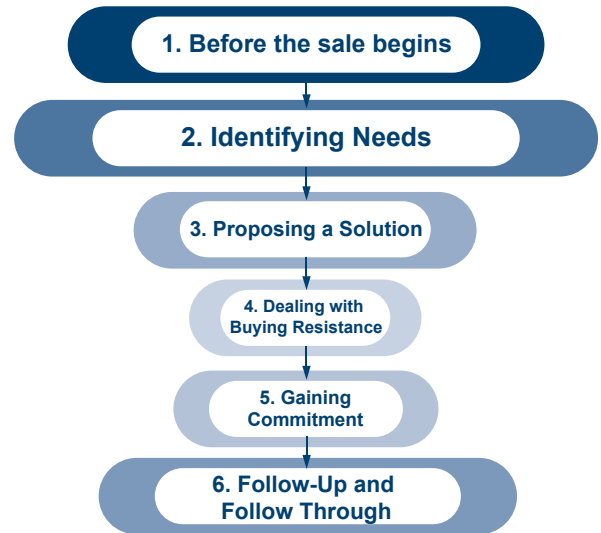 1. Before the sale begins
2. Identifying Needs
3. Proposing a Solution
4. Dealing with
Buying Resistance
5. Gaining
Commitment
6. Follow-Up and
Follow Through